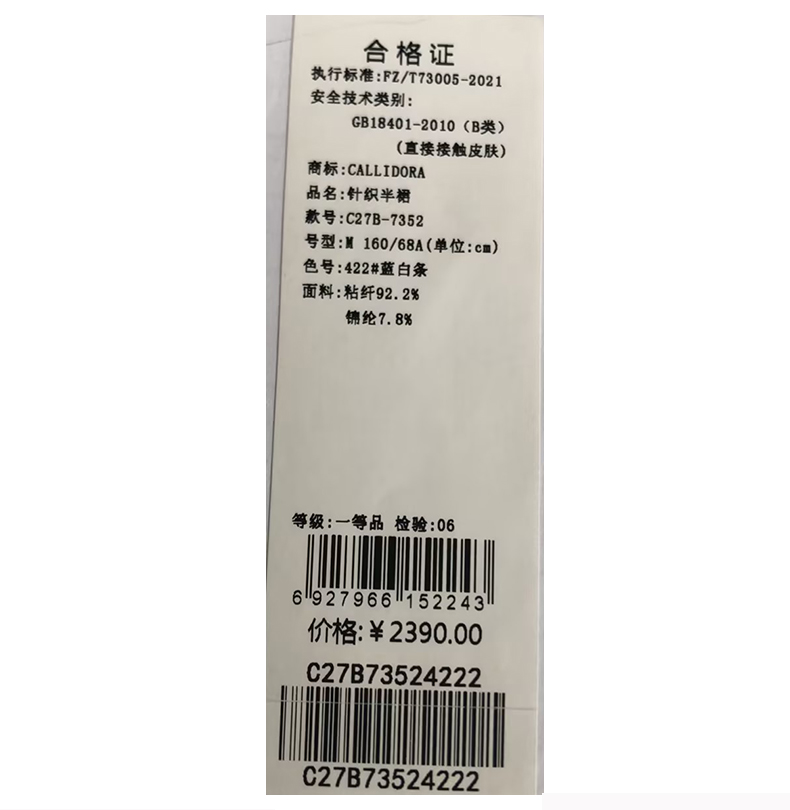 合格证
执行标准:FZ/T73005-2021
安全技术类别:
GB18401-2010（B类）
(直接接触皮肤)
商标:CALLIDORA
品名:针织半裙
款号:C27B-7352
号型:M 160/68A(单位:cm)
色号:422#蓝白条
面料:粘纤92.2%
锦纶7.8%
等级:一等品 检验:06
6 927966 152243
价格:￥2390.00
C27B73524222
C27B73524222